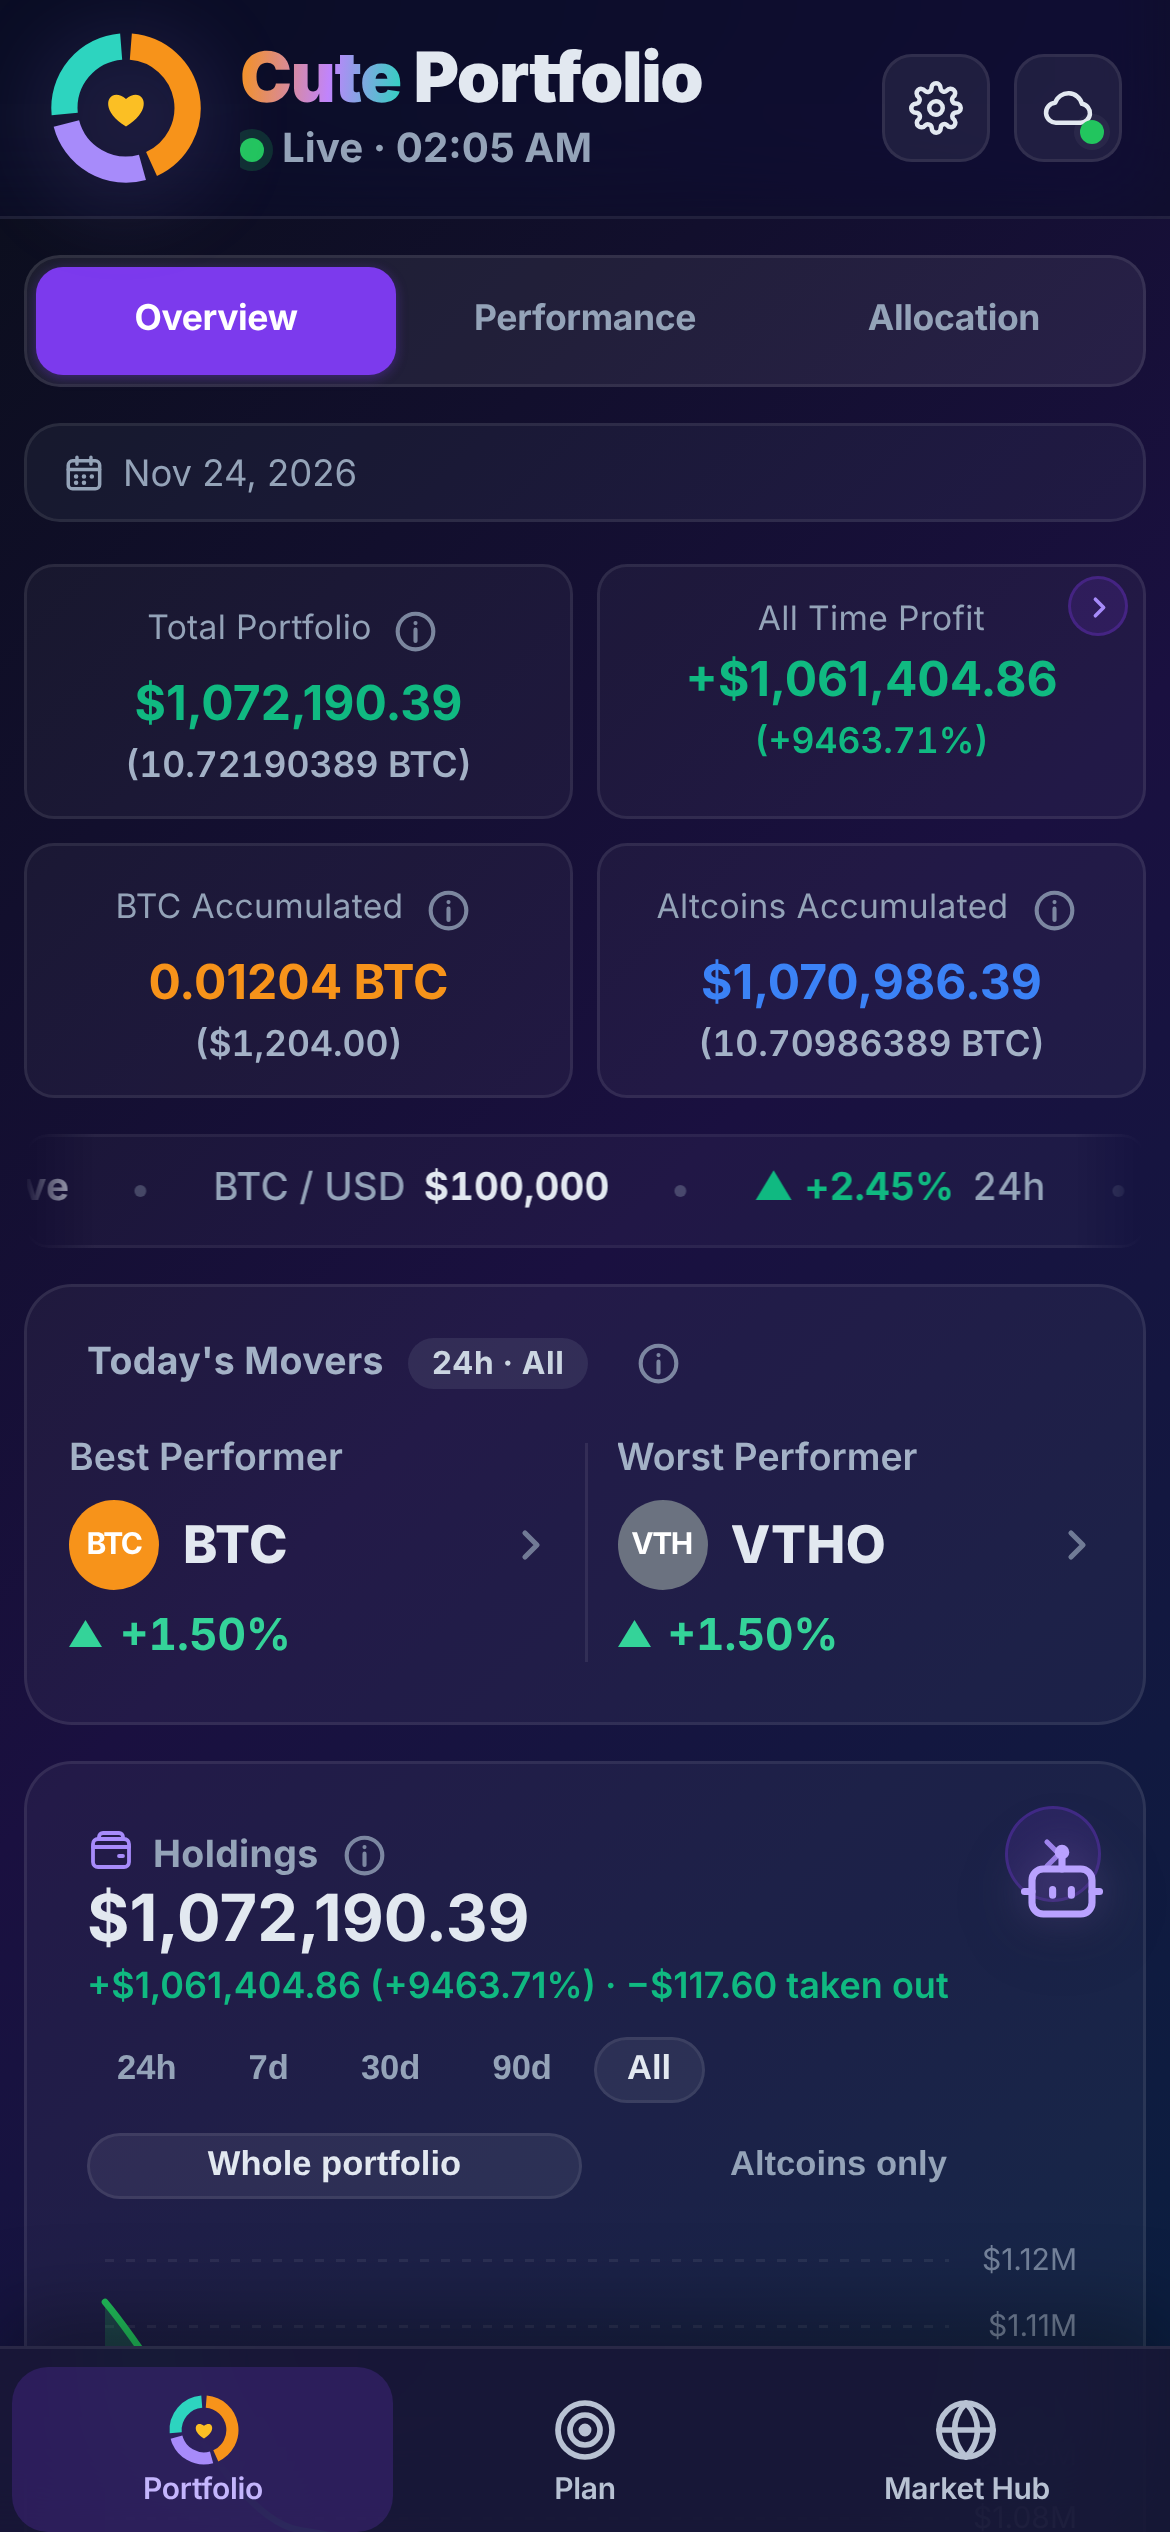 Cute Portfolio
Live · 02:05 AM
Overview
Performance
Allocation
Nov 24, 2026
Total Portfolio
$1,072,190.39
(10.72190389 BTC)
All Time Profit
+$1,061,404.86
(+9463.71%)
BTC Accumulated
0.01204 BTC
($1,204.00)
Altcoins Accumulated
$1,070,986.39
(10.70986389 BTC)
ve · BTC / USD $100,000 · ▲ +2.45% 24h ·
Today's Movers 24h · All
Best Performer
BTC BTC
▲ +1.50%
Worst Performer
VTH VTHO
▲ +1.50%
Holdings
$1,072,190.39
+$1,061,404.86 (+9463.71%) · −$117.60 taken out
24h 7d 30d 90d All
Whole portfolio
Altcoins only
$1.12M
$1.11M
$1.08M
Portfolio
Plan
Market Hub